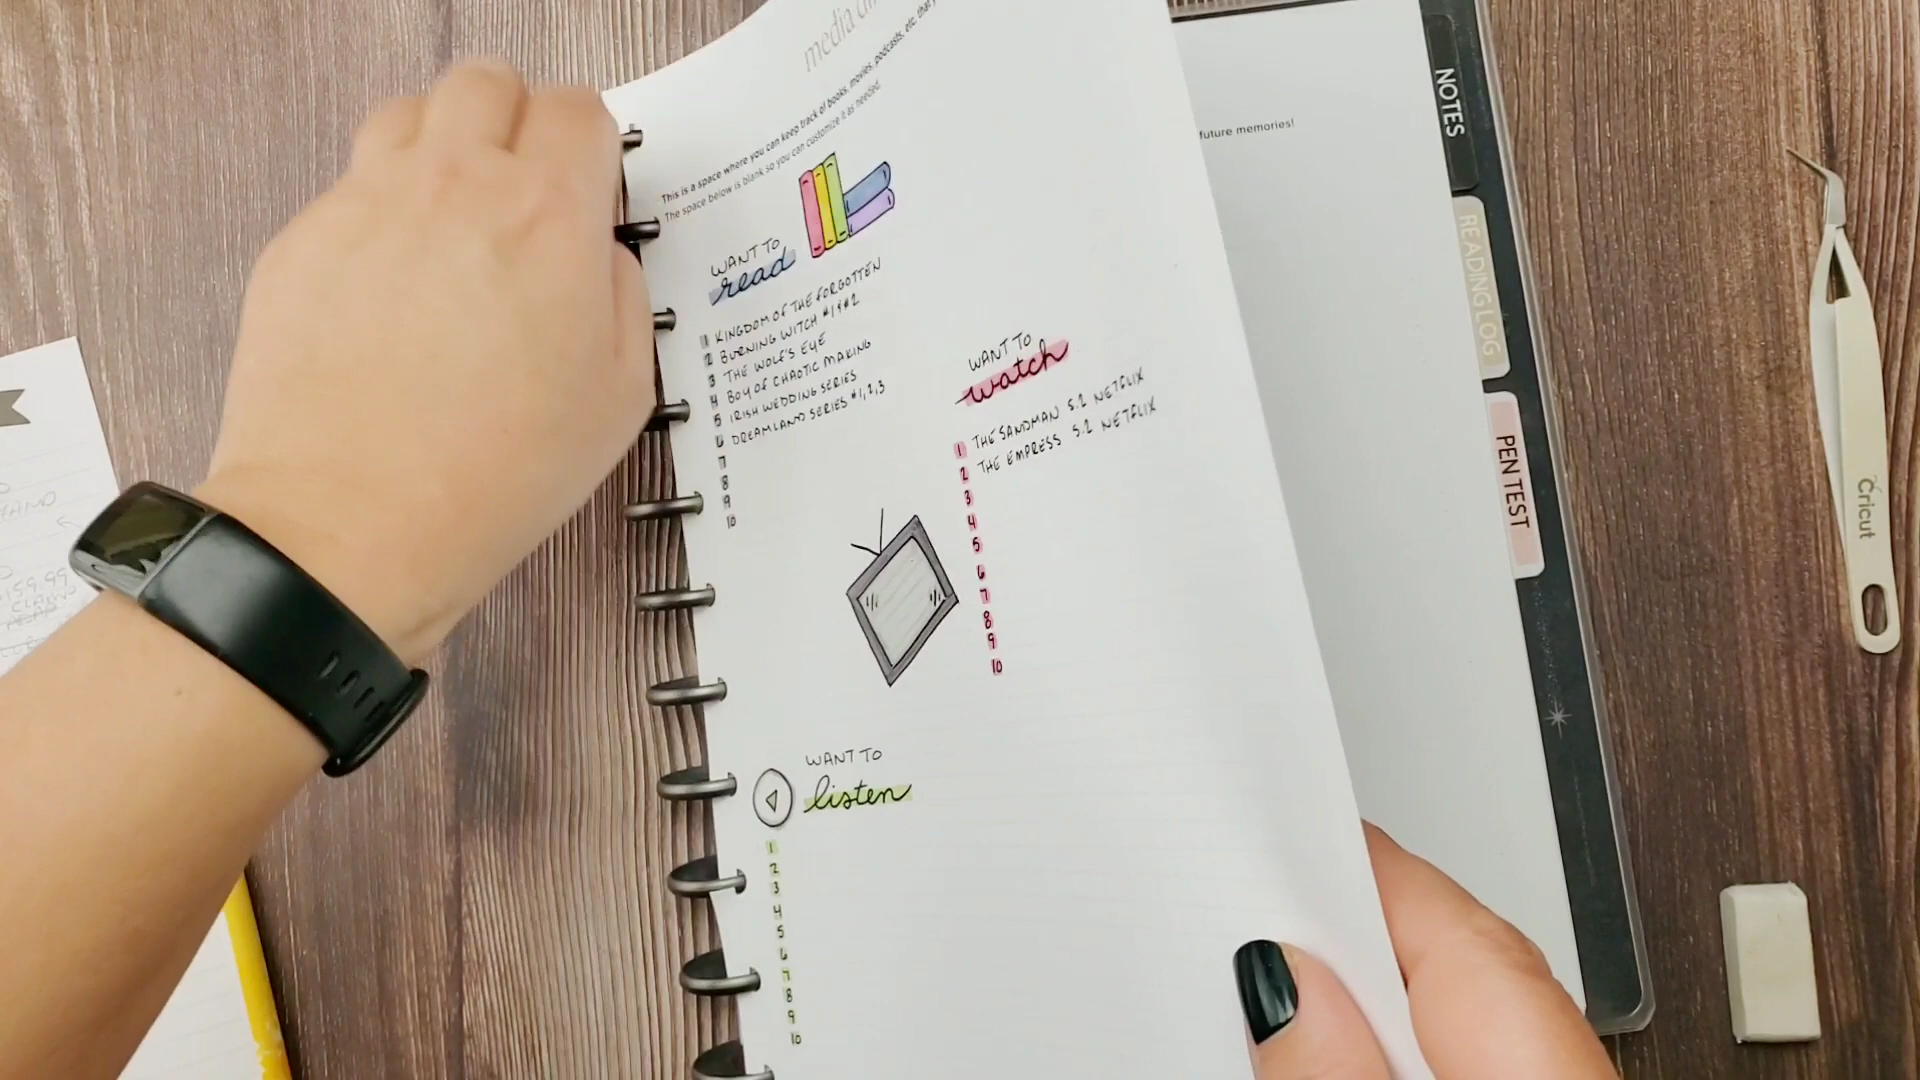 media
This is a space where you can keep track of books, movies, podcasts, etc. that
The space below is blank so you can customize it as needed.
WANT TO
read
1 KINGDOM OF THE FORGOTTEN
2 BURNING WITCH #1 & #2
3 THE WOLF'S EYE
4 BOY OF CHAOTIC MAKING
5 IRISH WEDDING SERIES
6 DREAMLAND SERIES #1,2,3
7
8
9
10
WANT TO
watch
1 THE SANDMAN S.2 NETFLIX
2 THE EMPRESS S.2 NETFLIX
3
4
5
6
7
8
9
10
WANT TO
listen
1
2
3
4
5
6
7
8
9
10
future memories!
NOTES
READING LOG
PEN TEST
Cricut